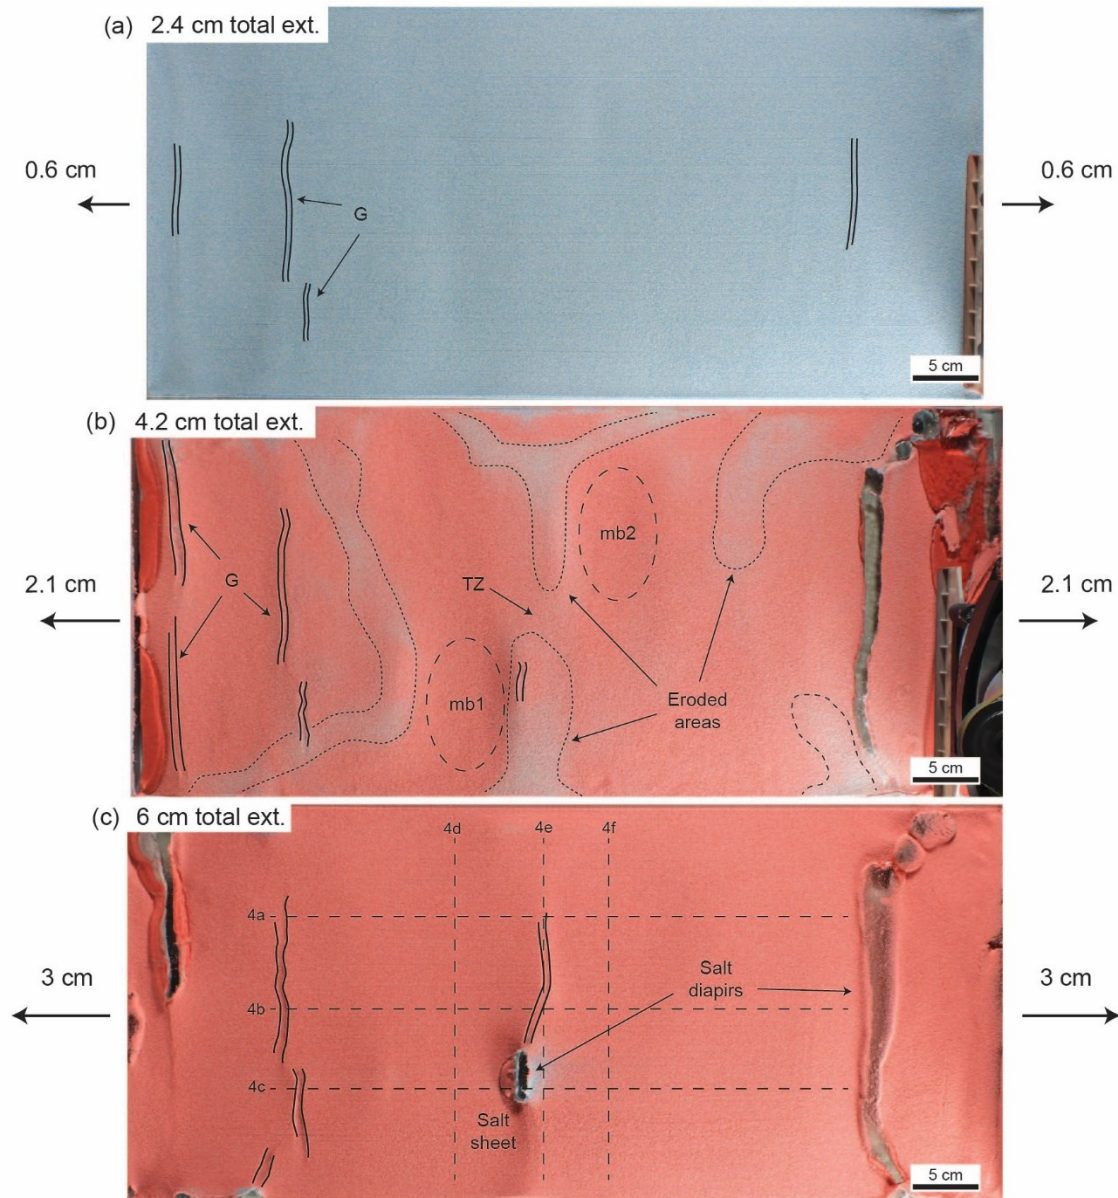 (a) 2.4 cm total ext.
0.6 cm
0.6 cm
G
5 cm
(b) 4.2 cm total ext.
mb2
2.1 cm
G
TZ
2.1 cm
mb1
Eroded
areas
5 cm
(c) 6 cm total ext.
4d
4e
4f
4a
Salt
diapirs
3 cm
3 cm
4b
4c
Salt
sheet
5 cm